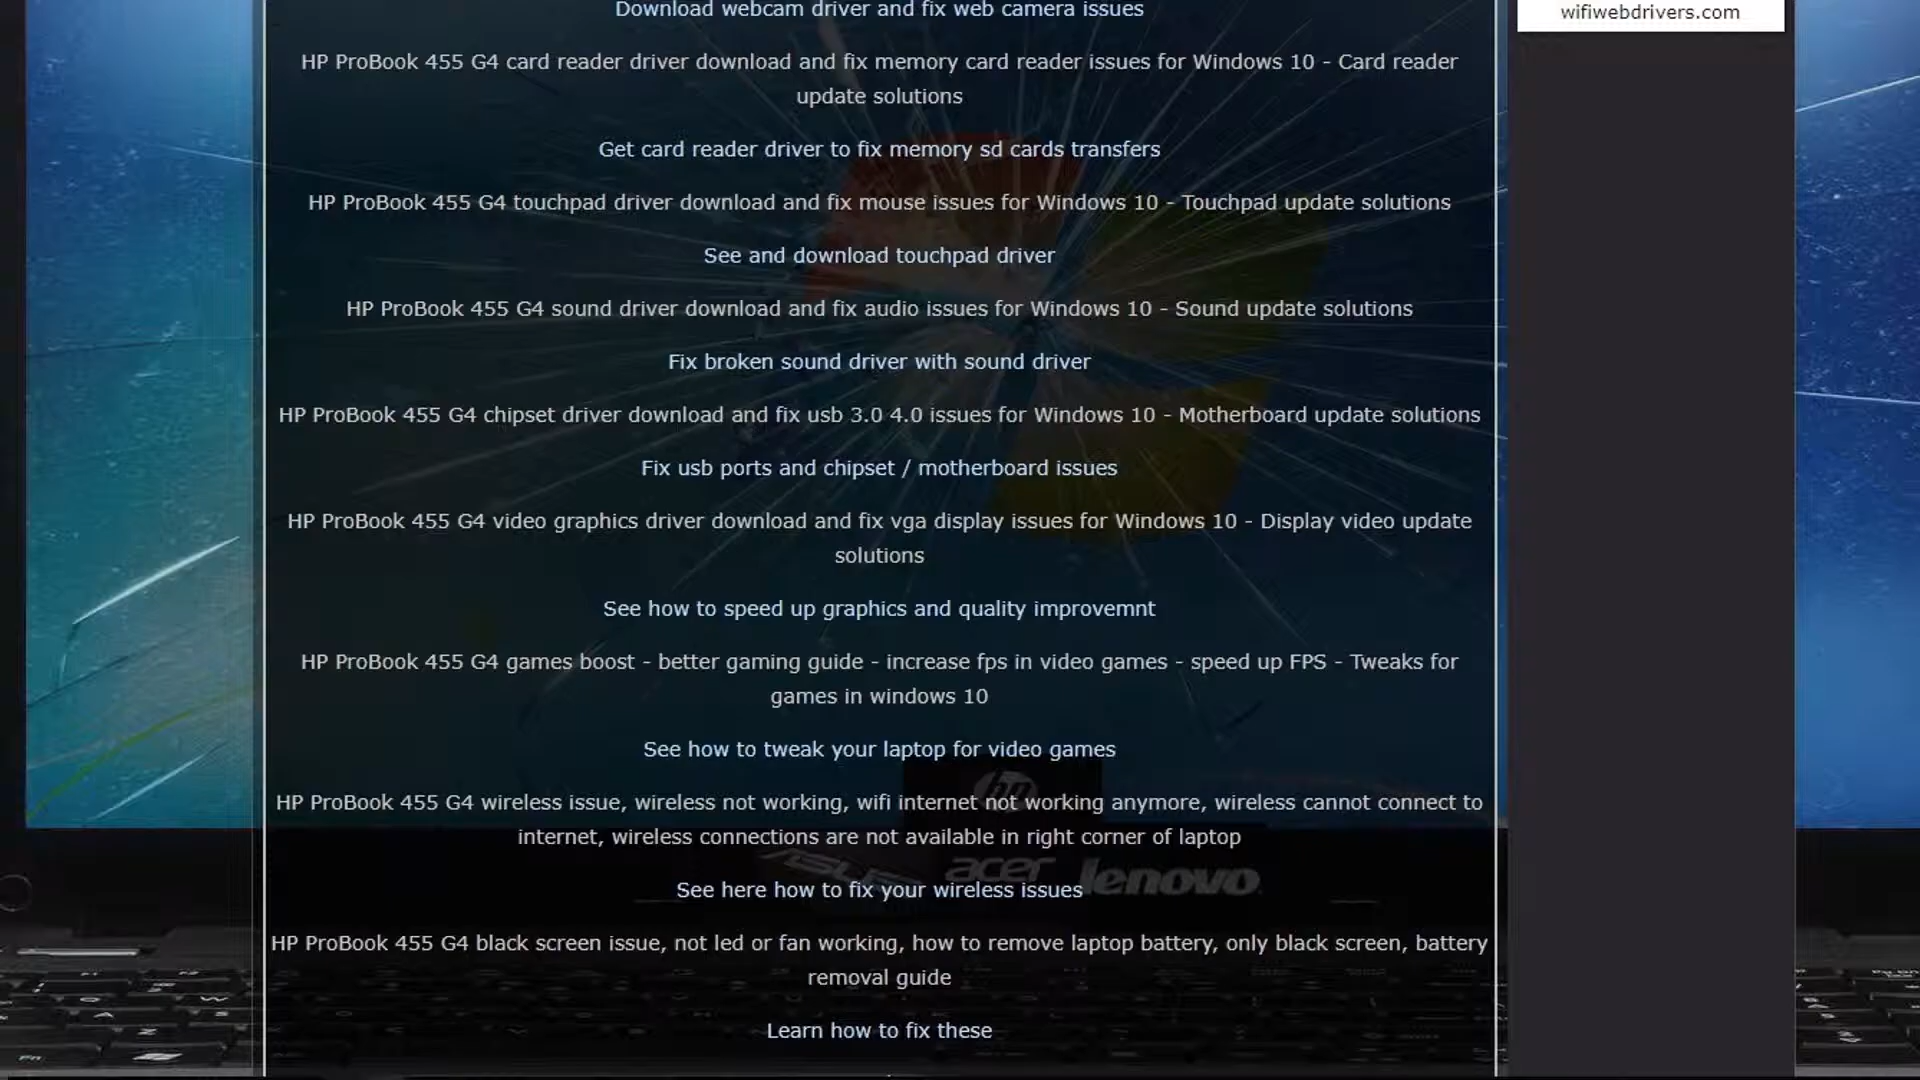 Download webcam driver and fix web camera issues
wifiwebdrivers.com
HP ProBook 455 G4 card reader driver download and fix memory card reader issues for Windows 10 - Card reader
update solutions
Get card reader driver to fix memory sd cards transfers
HP ProBook 455 G4 touchpad driver download and fix mouse issues for Windows 10 - Touchpad update solutions
See and download touchpad driver
HP ProBook 455 G4 sound driver download and fix audio issues for Windows 10 - Sound update solutions
Fix broken sound driver with sound driver
HP ProBook 455 G4 chipset driver download and fix usb 3.0 4.0 issues for Windows 10 - Motherboard update solutions
Fix usb ports and chipset / motherboard issues
HP ProBook 455 G4 video graphics driver download and fix vga display issues for Windows 10 - Display video update
solutions
See how to speed up graphics and quality improvemnt
HP ProBook 455 G4 games boost - better gaming guide - increase fps in video games - speed up FPS - Tweaks for
games in windows 10
See how to tweak your laptop for video games
hp
HP ProBook 455 G4 wireless issue, wireless not working, wifi internet not working anymore, wireless cannot connect to
internet, wireless connections are not available in right corner of laptop
ASUS acer lenovo
See here how to fix your wireless issues
HP ProBook 455 G4 black screen issue, not led or fan working, how to remove laptop battery, only black screen, battery
removal guide
Learn how to fix these